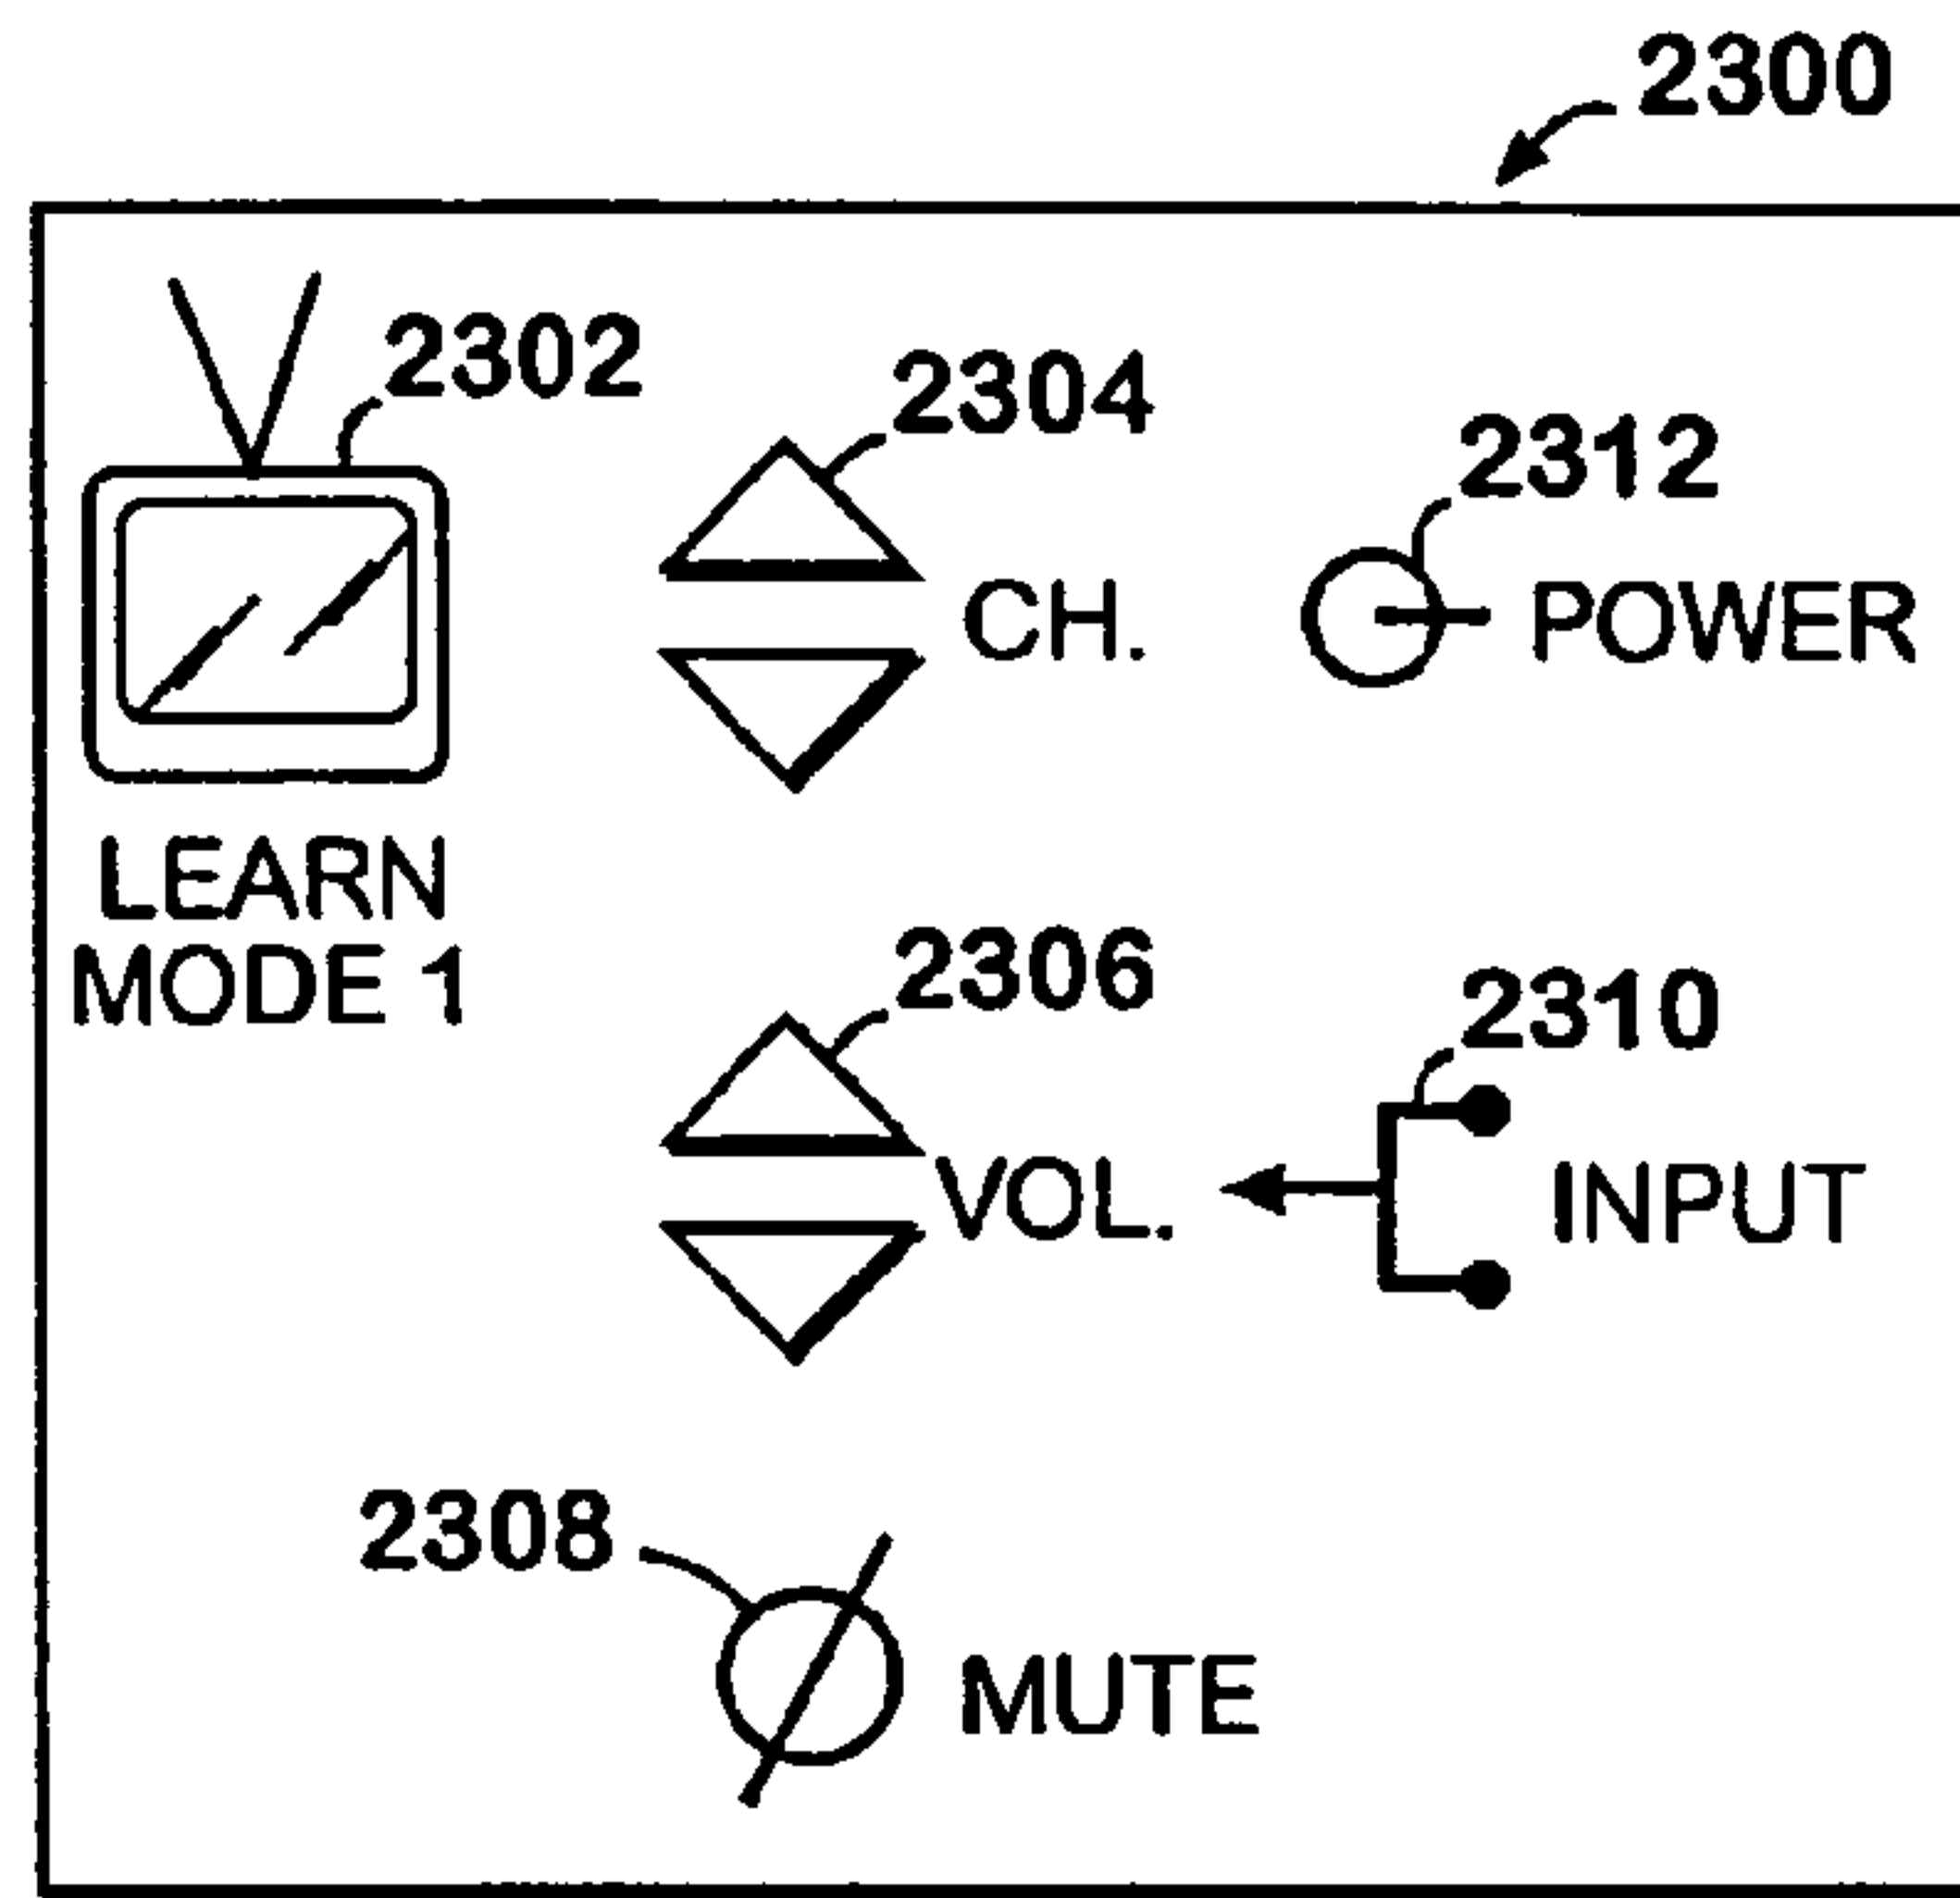 2300
2302
2304
2312
CH.
POWER
LEARN
MODE 1
2306
2310
VOL.
INPUT
2308
MUTE